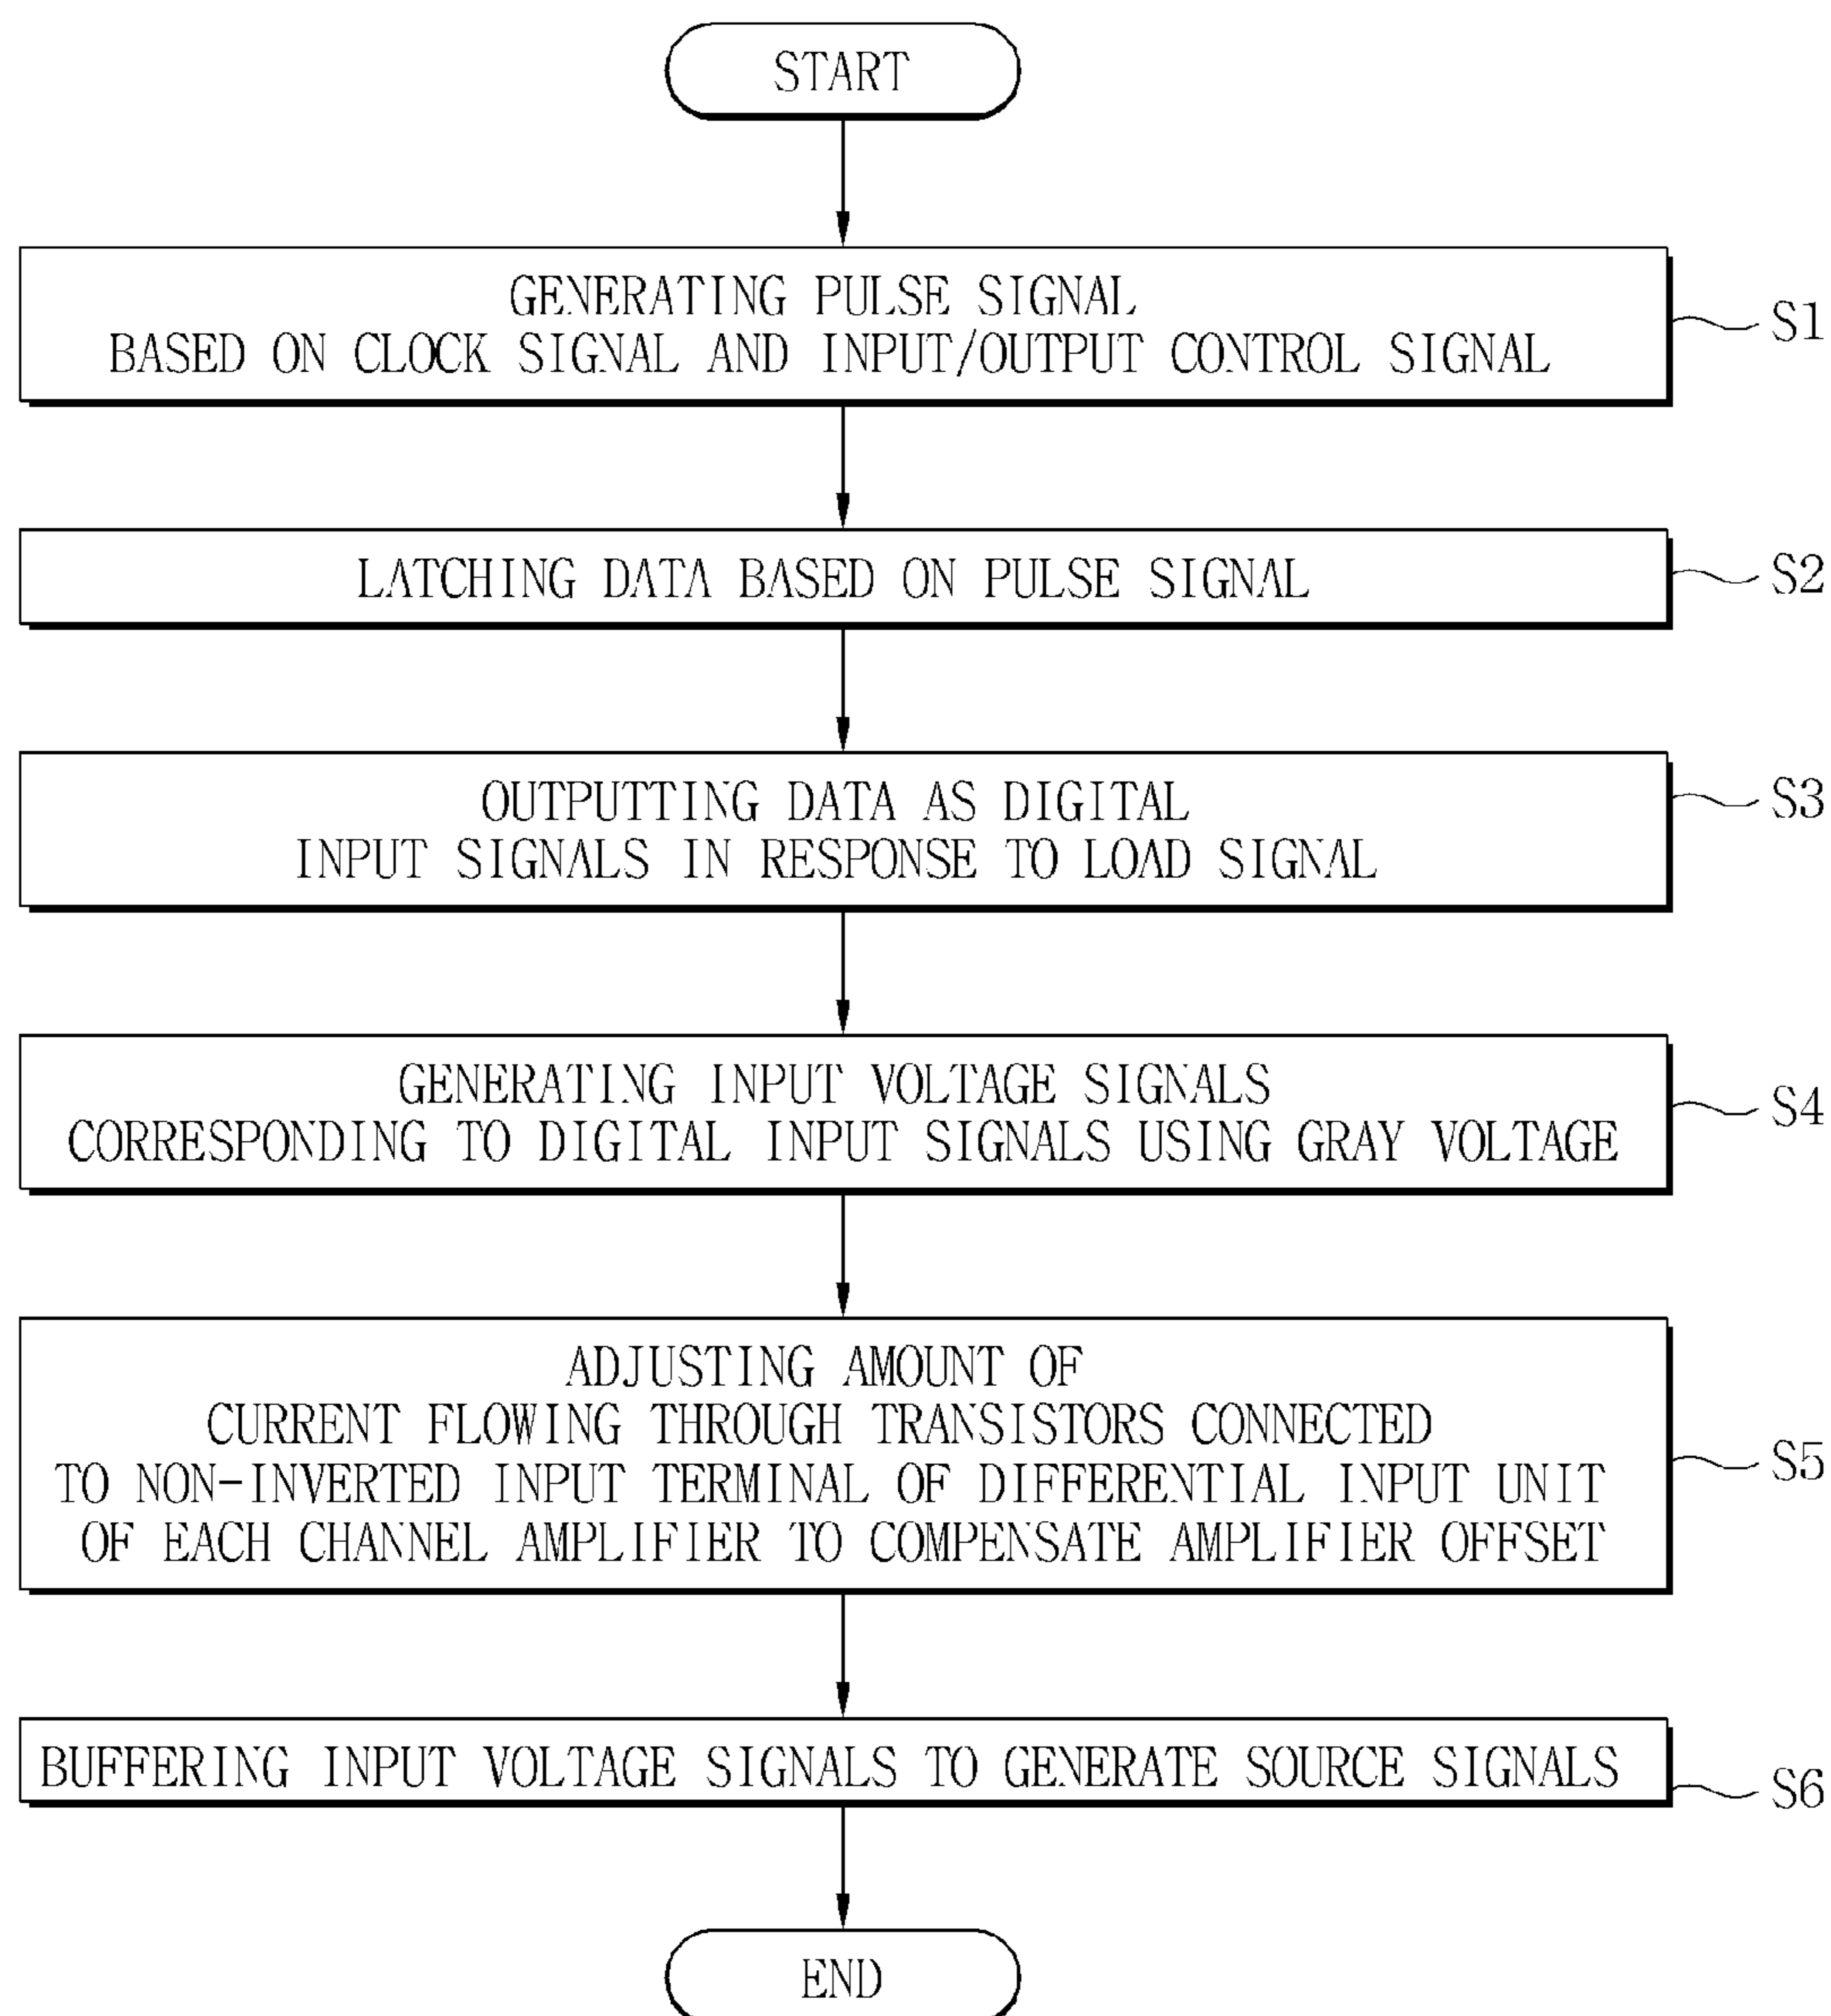 START
GENERATING PULSE SIGNAL
BASED ON CLOCK SIGNAL AND INPUT/OUTPUT CONTROL SIGNAL
S1
LATCHING DATA BASED ON PULSE SIGNAL
S2
OUTPUTTING DATA AS DIGITAL
INPUT SIGNALS IN RESPONSE TO LOAD SIGNAL
S3
GENERATING INPUT VOLTAGE SIGNALS
CORRESPONDING TO DIGITAL INPUT SIGNALS USING GRAY VOLTAGE
S4
ADJUSTING AMOUNT OF
CURRENT FLOWING THROUGH TRANSISTORS CONNECTED
TO NON-INVERTED INPUT TERMINAL OF DIFFERENTIAL INPUT UNIT
OF EACH CHANNEL AMPLIFIER TO COMPENSATE AMPLIFIER OFFSET
S5
BUFFERING INPUT VOLTAGE SIGNALS TO GENERATE SOURCE SIGNALS
S6
END